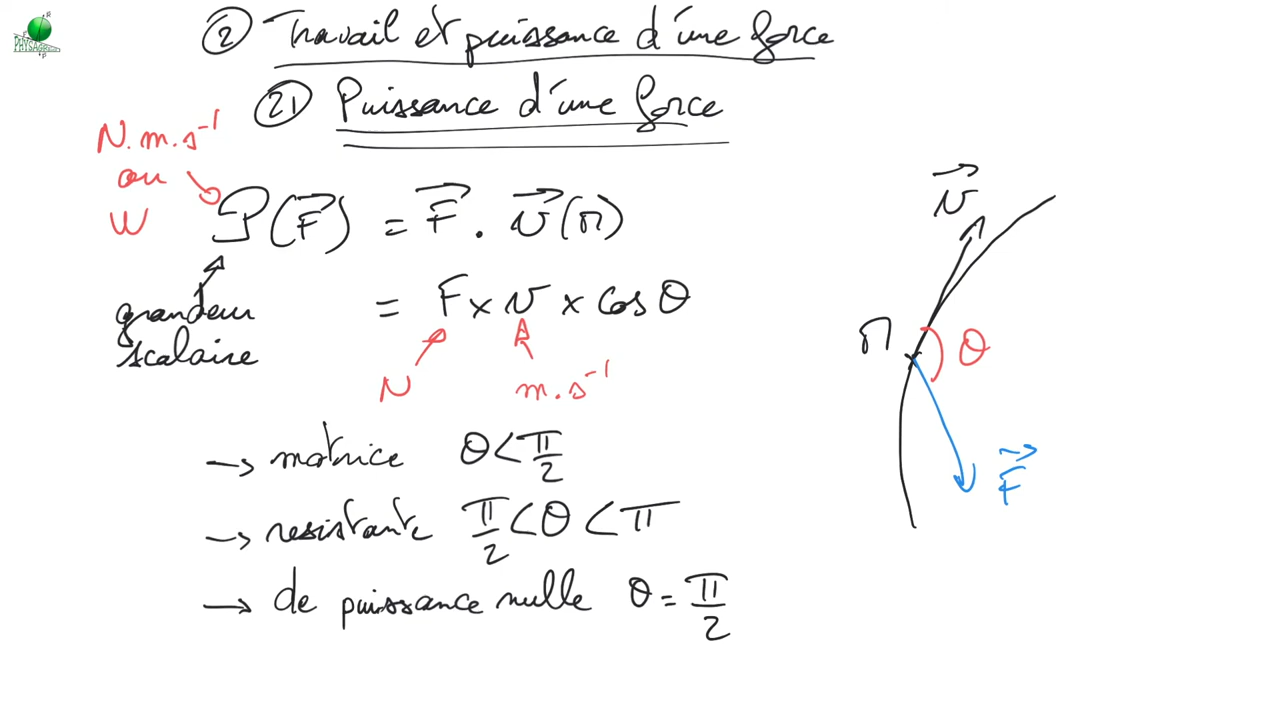 ② Travail et puissance d'une force
②1 Puissance d'une force
N.m.s⁻¹
ou
W
P(F⃗) = F⃗ . v⃗(M)
grandeur
scalaire
= F x v x cos θ
N
m.s⁻¹
→ motrice θ < π/2
→ resistante π/2 < θ < π
→ de puissance nulle θ = π/2
v⃗
M
θ
F⃗